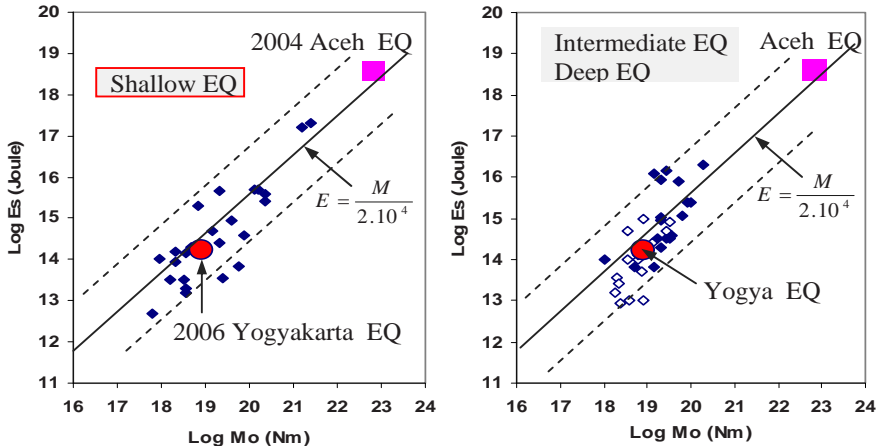 20
19
18
17
16
15
14
13
12
11
Log Es (Joule)
2004 Aceh EQ
Shallow EQ
E = M / 2.10^4
2006 Yogyakarta EQ
16 17 18 19 20 21 22 23 24
Log Mo (Nm)
20
19
18
17
16
15
14
13
12
11
Log Es (Joule)
Intermediate EQ
Deep EQ
Aceh EQ
E = M / 2.10^4
Yogya EQ
16 17 18 19 20 21 22 23 24
Log Mo (Nm)